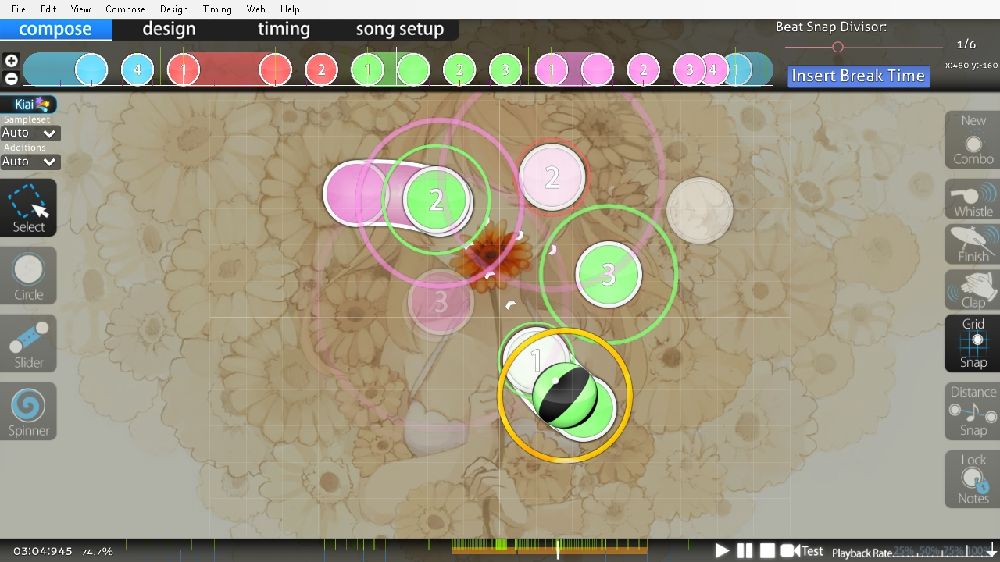 File Edit View Compose Design Timing Web Help
compose design timing song setup
Beat Snap Divisor:
1/6
4 1 2 1 2 3 1 2 3 4 1
x:480 y:-160
Insert Break Time
Kiai
Sampleset
Auto
Additions
Auto
Select
Circle
Slider
Spinner
2
2
3
3
1
New
Combo
Whistle
Finish
Clap
Grid
Snap
Distance
Snap
Lock
Notes
1
03:04:945 74.7%
Test
Playback Rate
25% 50% 75% 100%